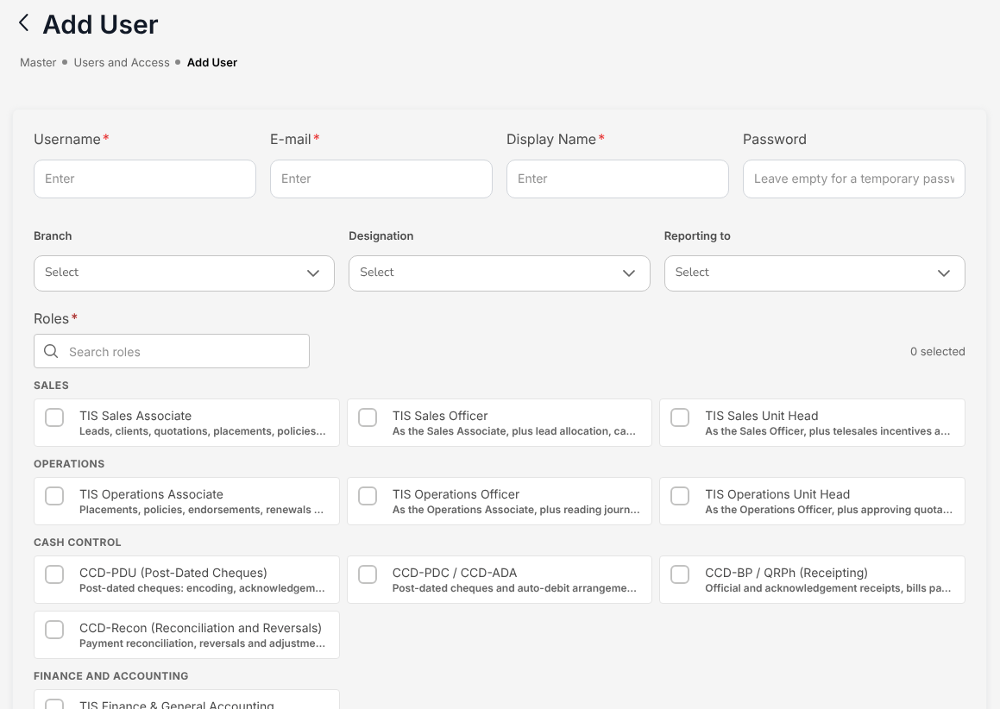 Add User
Master • Users and Access • Add User
Username* E-mail* Display Name* Password
Enter Enter Enter Leave empty for a temporary passw
Branch Designation Reporting to
Select Select Select
Roles*
Search roles 0 selected
SALES
TIS Sales Associate TIS Sales Officer TIS Sales Unit Head
Leads, clients, quotations, placements, policies... As the Sales Associate, plus lead allocation, ca... As the Sales Officer, plus telesales incentives a...
OPERATIONS
TIS Operations Associate TIS Operations Officer TIS Operations Unit Head
Placements, policies, endorsements, renewals ... As the Operations Associate, plus reading journ... As the Operations Officer, plus approving quota...
CASH CONTROL
CCD-PDU (Post-Dated Cheques) CCD-PDC / CCD-ADA CCD-BP / QRPh (Receipting)
Post-dated cheques: encoding, acknowledgem... Post-dated cheques and auto-debit arrangeme... Official and acknowledgement receipts, bills pa...
CCD-Recon (Reconciliation and Reversals)
Payment reconciliation, reversals and adjustme...
FINANCE AND ACCOUNTING
TIS Finance & General Accounting